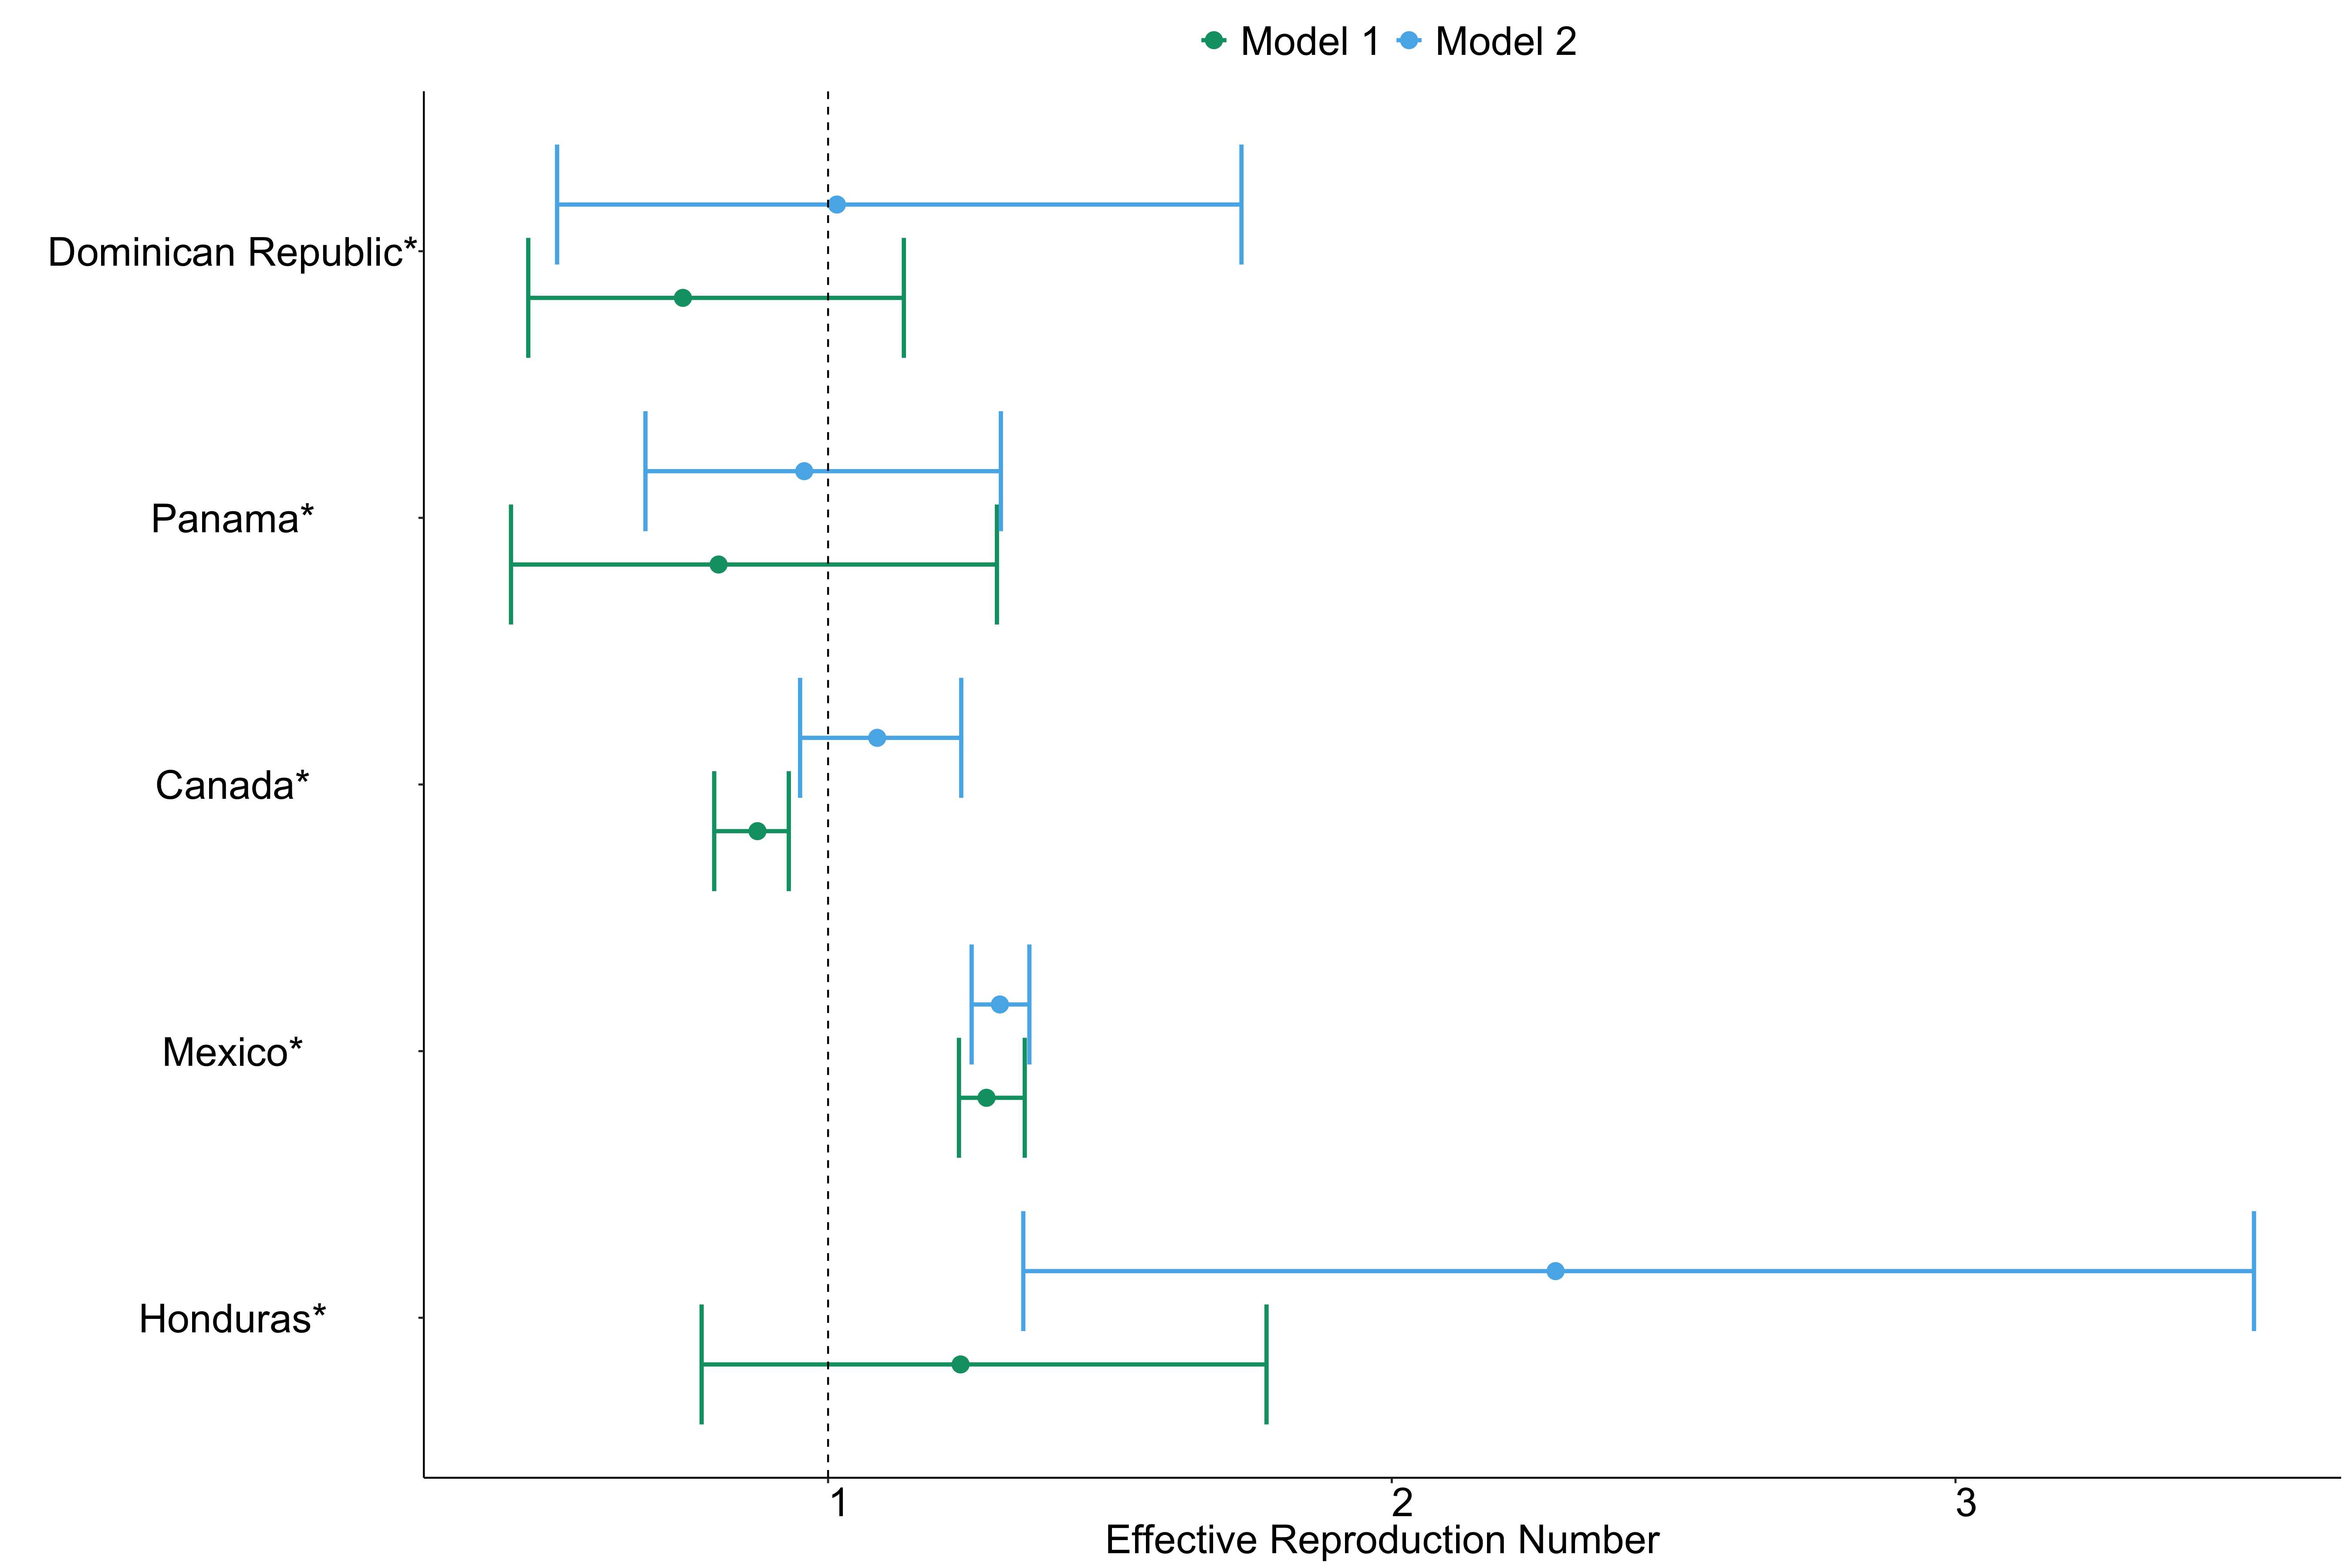 Model 1 Model 2
Dominican Republic*
Panama*
Canada*
Mexico*
Honduras*
1 2 3
Effective Reproduction Number